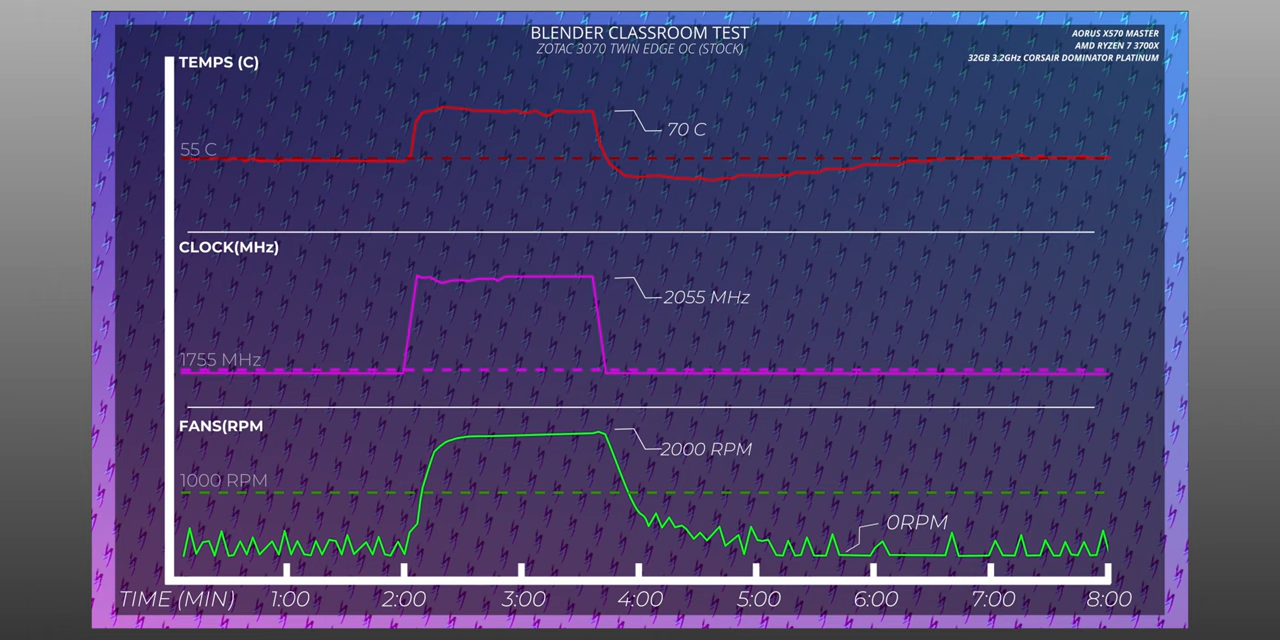 BLENDER CLASSROOM TEST
ZOTAC 3070 TWIN EDGE OC (STOCK)
AORUS X570 MASTER
AMD RYZEN 7 3700X
32GB 3.2GHz CORSAIR DOMINATOR PLATINUM
TEMPS (C)
70 C
55 C
CLOCK(MHz)
2055 MHz
1755 MHz
FANS(RPM
2000 RPM
1000 RPM
0RPM
TIME (MIN) 1:00 2:00 3:00 4:00 5:00 6:00 7:00 8:00